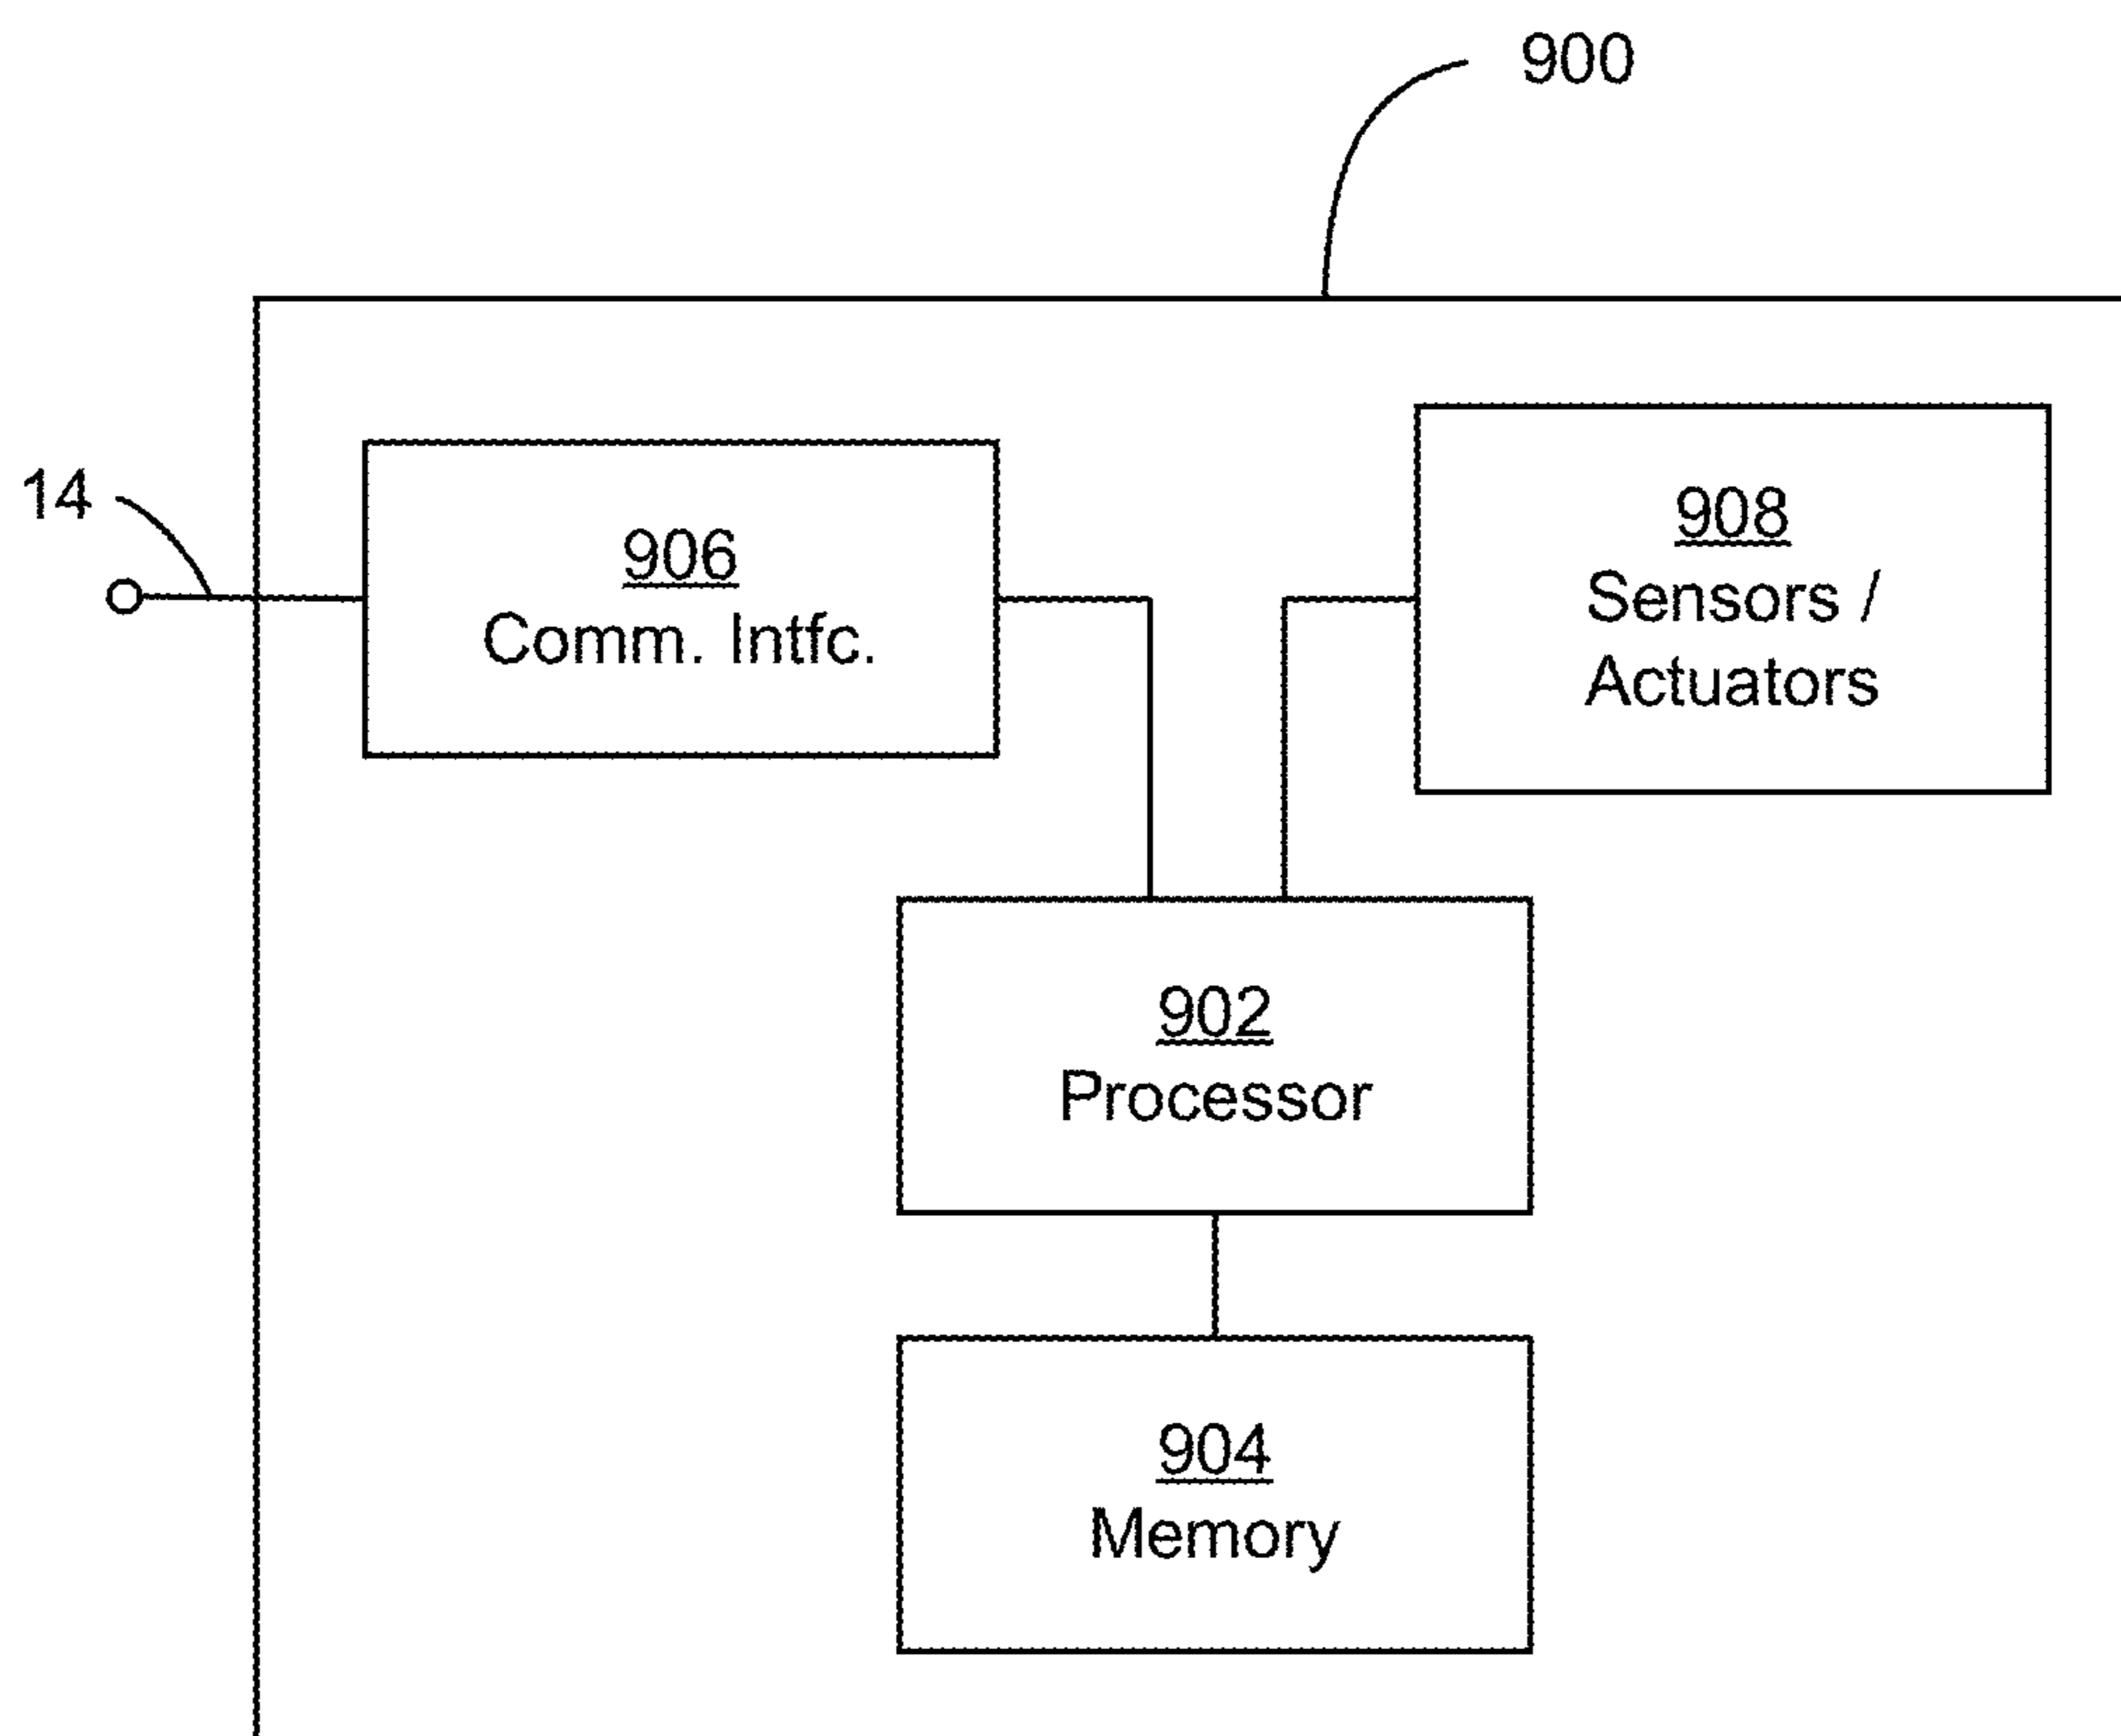 900
14
906
Comm. Intfc.
908
Sensors /
Actuators
902
Processor
904
Memory